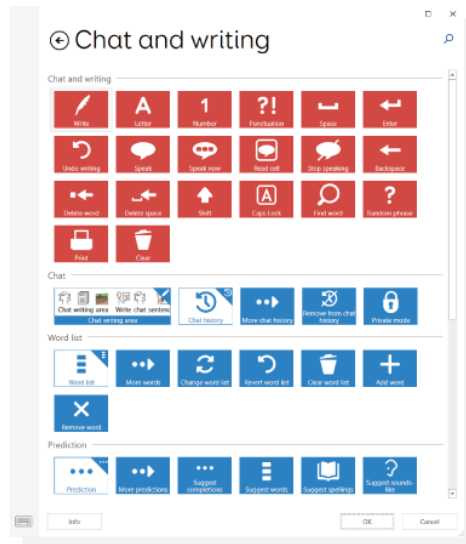 Chat and writing
Chat and writing
A
1
?!
Write
Letter
Number
Punctuation
Space
Enter
Undo writing
Speak
Speak now
Read cell
Stop speaking
Backspace
A
?
Delete word
Delete space
Shift
Caps Lock
Find word
Random phrase
Print
Clear
Chat
Chat writing area
Write chat sentenc
Chat writing area
Chat history
More chat history
Remove from chat
history
Private mode
Word list
Word list
More words
Change word list
Revert word list
Clear word list
Add word
Remove word
Prediction
Prediction
More predictions
Suggest
completions
Suggest words
Suggest spellings
Suggest sounds
like
Info
OK
Cancel